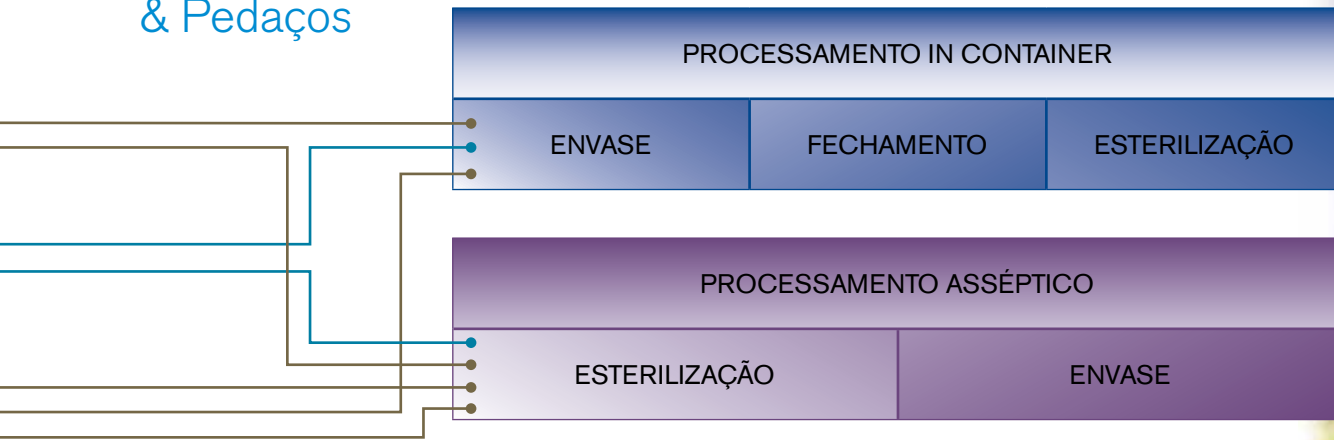 & Pedaços
PROCESSAMENTO IN CONTAINER
ENVASE
FECHAMENTO
ESTERILIZAÇÃO
PROCESSAMENTO ASSÉPTICO
ESTERILIZAÇÃO
ENVASE